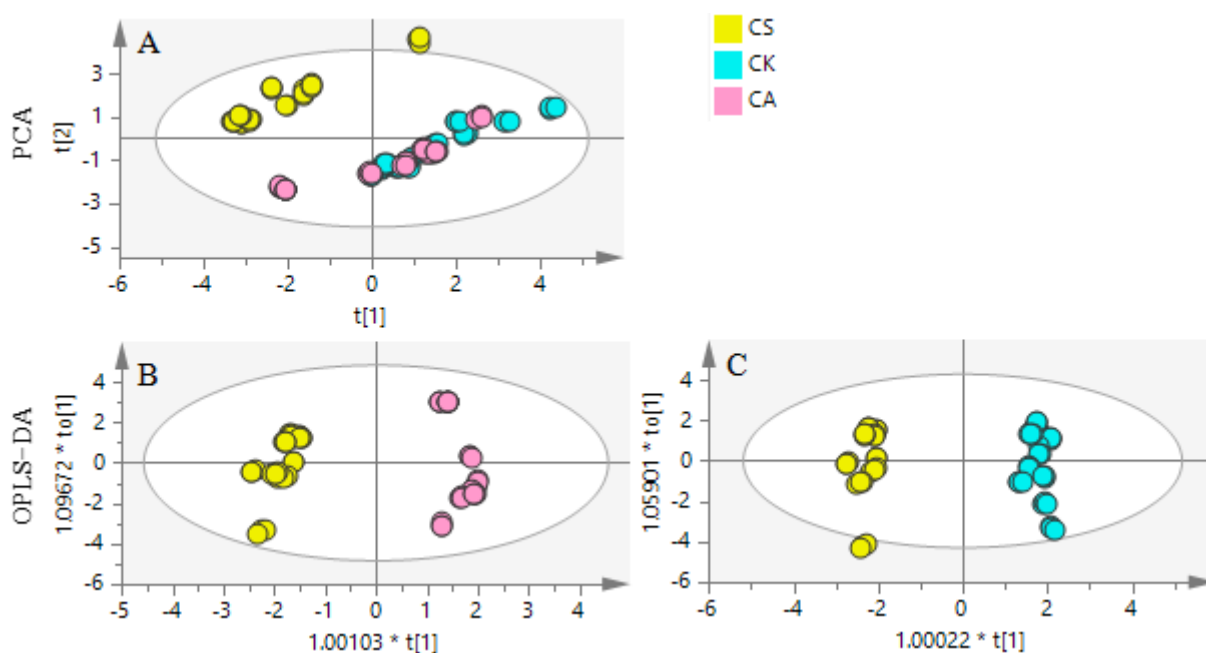 A
CS
CK
CA
PCA
t[2]
3
1
-1
-3
-5
-6
-4
-2
0
2
4
t[1]
B
OPLS-DA
1.09672 * to[1]
4
2
0
-2
-4
-6
-5
-4
-3
-2
-1
0
1
2
3
4
1.00103 * t[1]
C
1.05901 * to[1]
4
2
0
-2
-4
-6
-6
-4
-2
0
2
4
1.00022 * t[1]